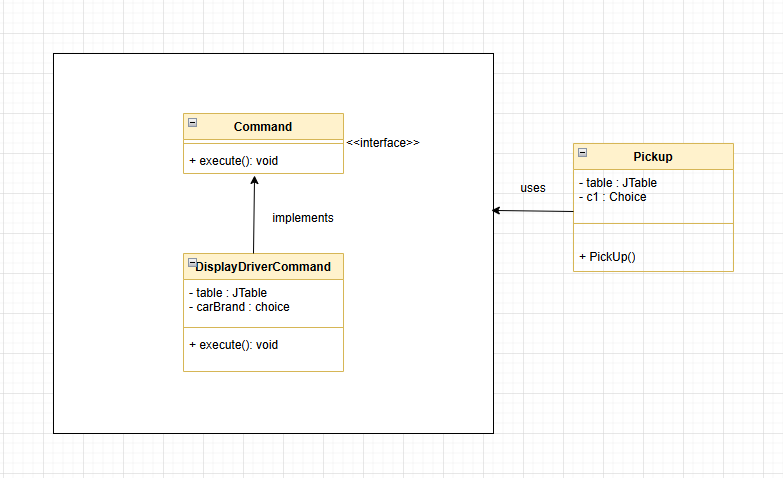 Command
<<interface>>
+ execute(): void
implements
DisplayDriverCommand
- table : JTable
- carBrand : choice
+ execute(): void
uses
Pickup
- table : JTable
- c1 : Choice
+ PickUp()